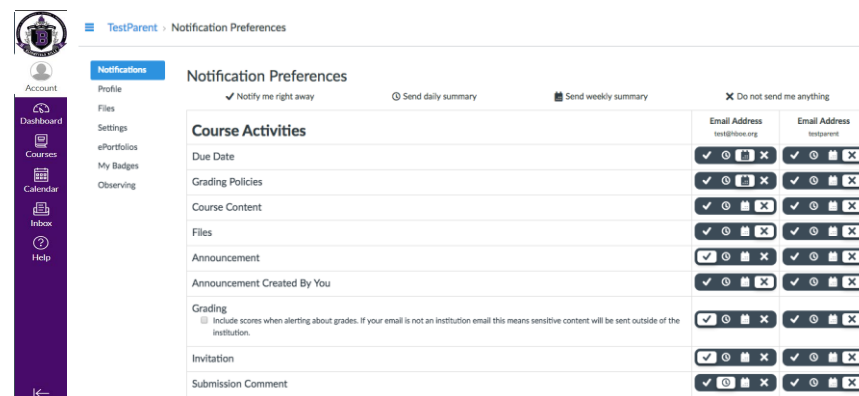 TestParent › Notification Preferences
Account
Dashboard
Courses
Calendar
Inbox
Help
Notifications
Profile
Files
Settings
ePortfolios
My Badges
Observing
Notification Preferences
Notify me right away
Send daily summary
Send weekly summary
Do not send me anything
Course Activities
Email Address
test@hboe.org
Email Address
testparent
Due Date
Grading Policies
Course Content
Files
Announcement
Announcement Created By You
Grading
Include scores when alerting about grades. If your email is not an institution email this means sensitive content will be sent outside of the
institution.
Invitation
Submission Comment